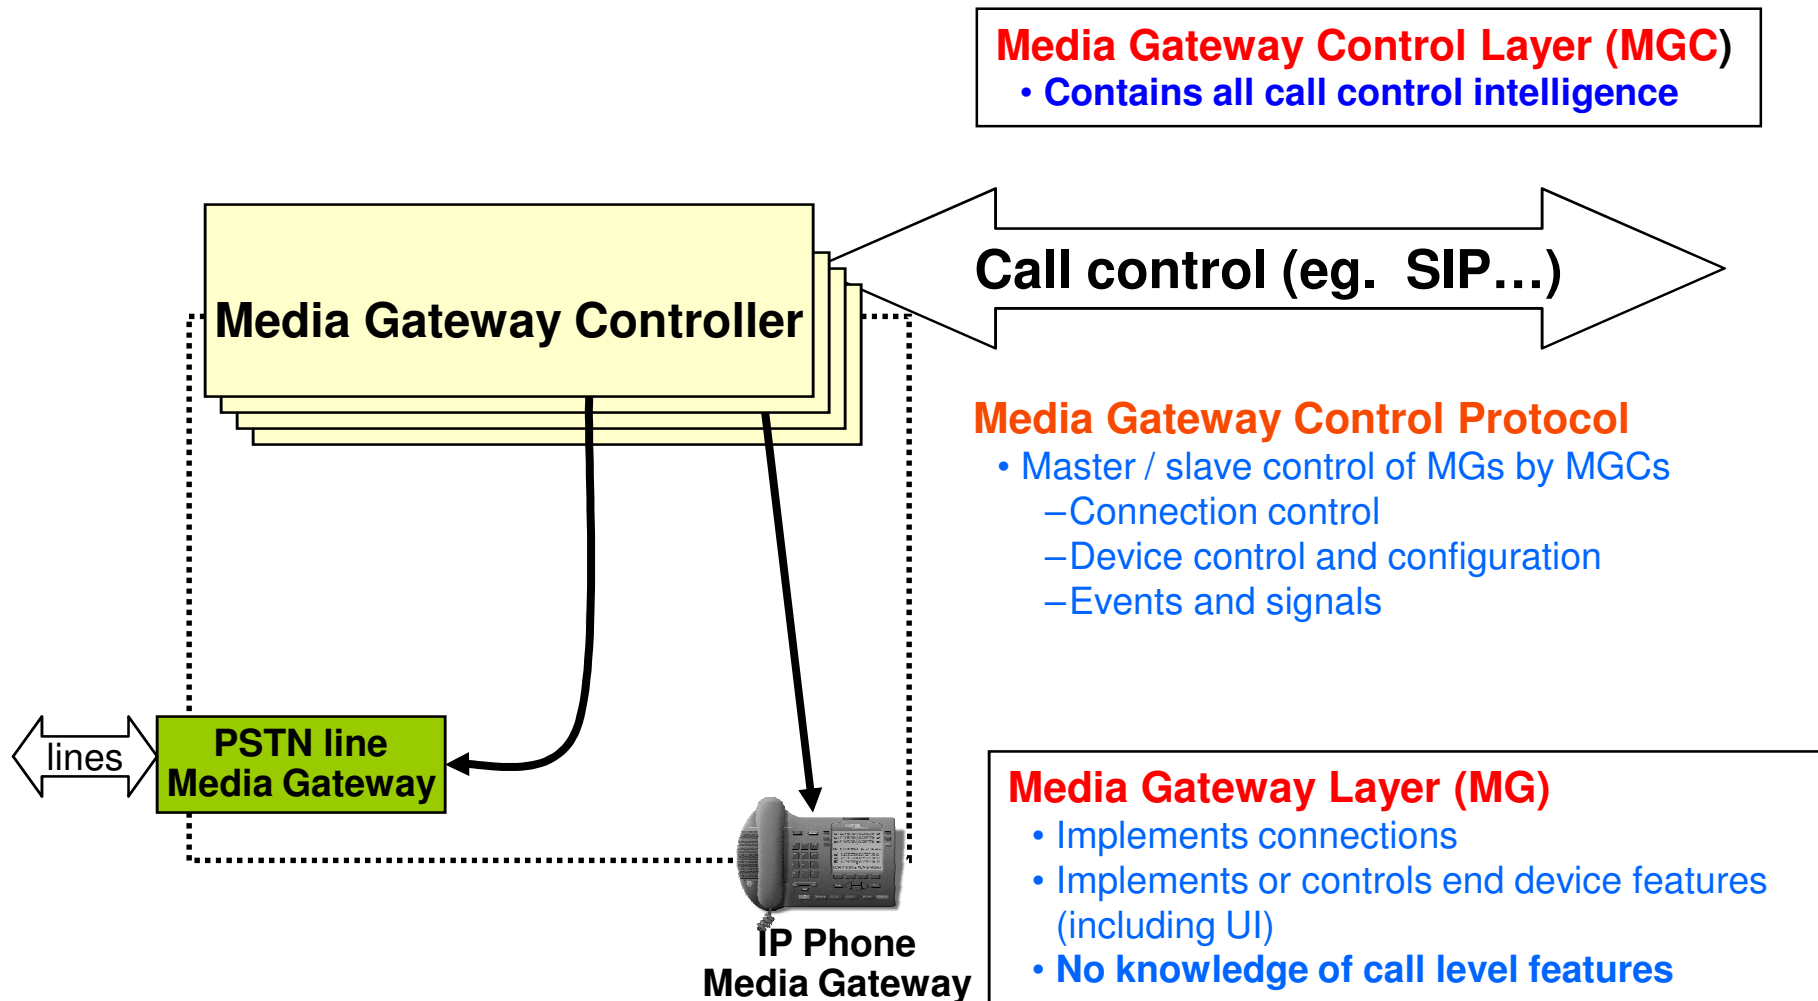 Media Gateway Control Layer (MGC)
• Contains all call control intelligence
Call control (eg.  SIP…)
Media Gateway Controller
Media Gateway Control Protocol
• Master / slave control of MGs by MGCs
–Connection control
–Device control and configuration
–Events and signals
lines
PSTN line
Media Gateway
IP Phone
Media Gateway
Media Gateway Layer (MG)
• Implements connections
• Implements or controls end device features
(including UI)
• No knowledge of call level features